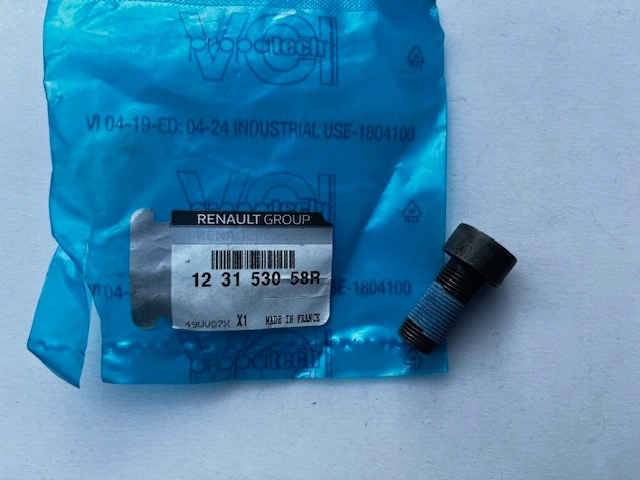 VCI
propatech
VI 04-19-ED: 04-24 INDUSTRIAL USE-1804100
VCI
propatech
RENAULT GROUP
12 31 530 58R
VI 04-
E-1804100
X1 MADE IN FRANCE
propatech